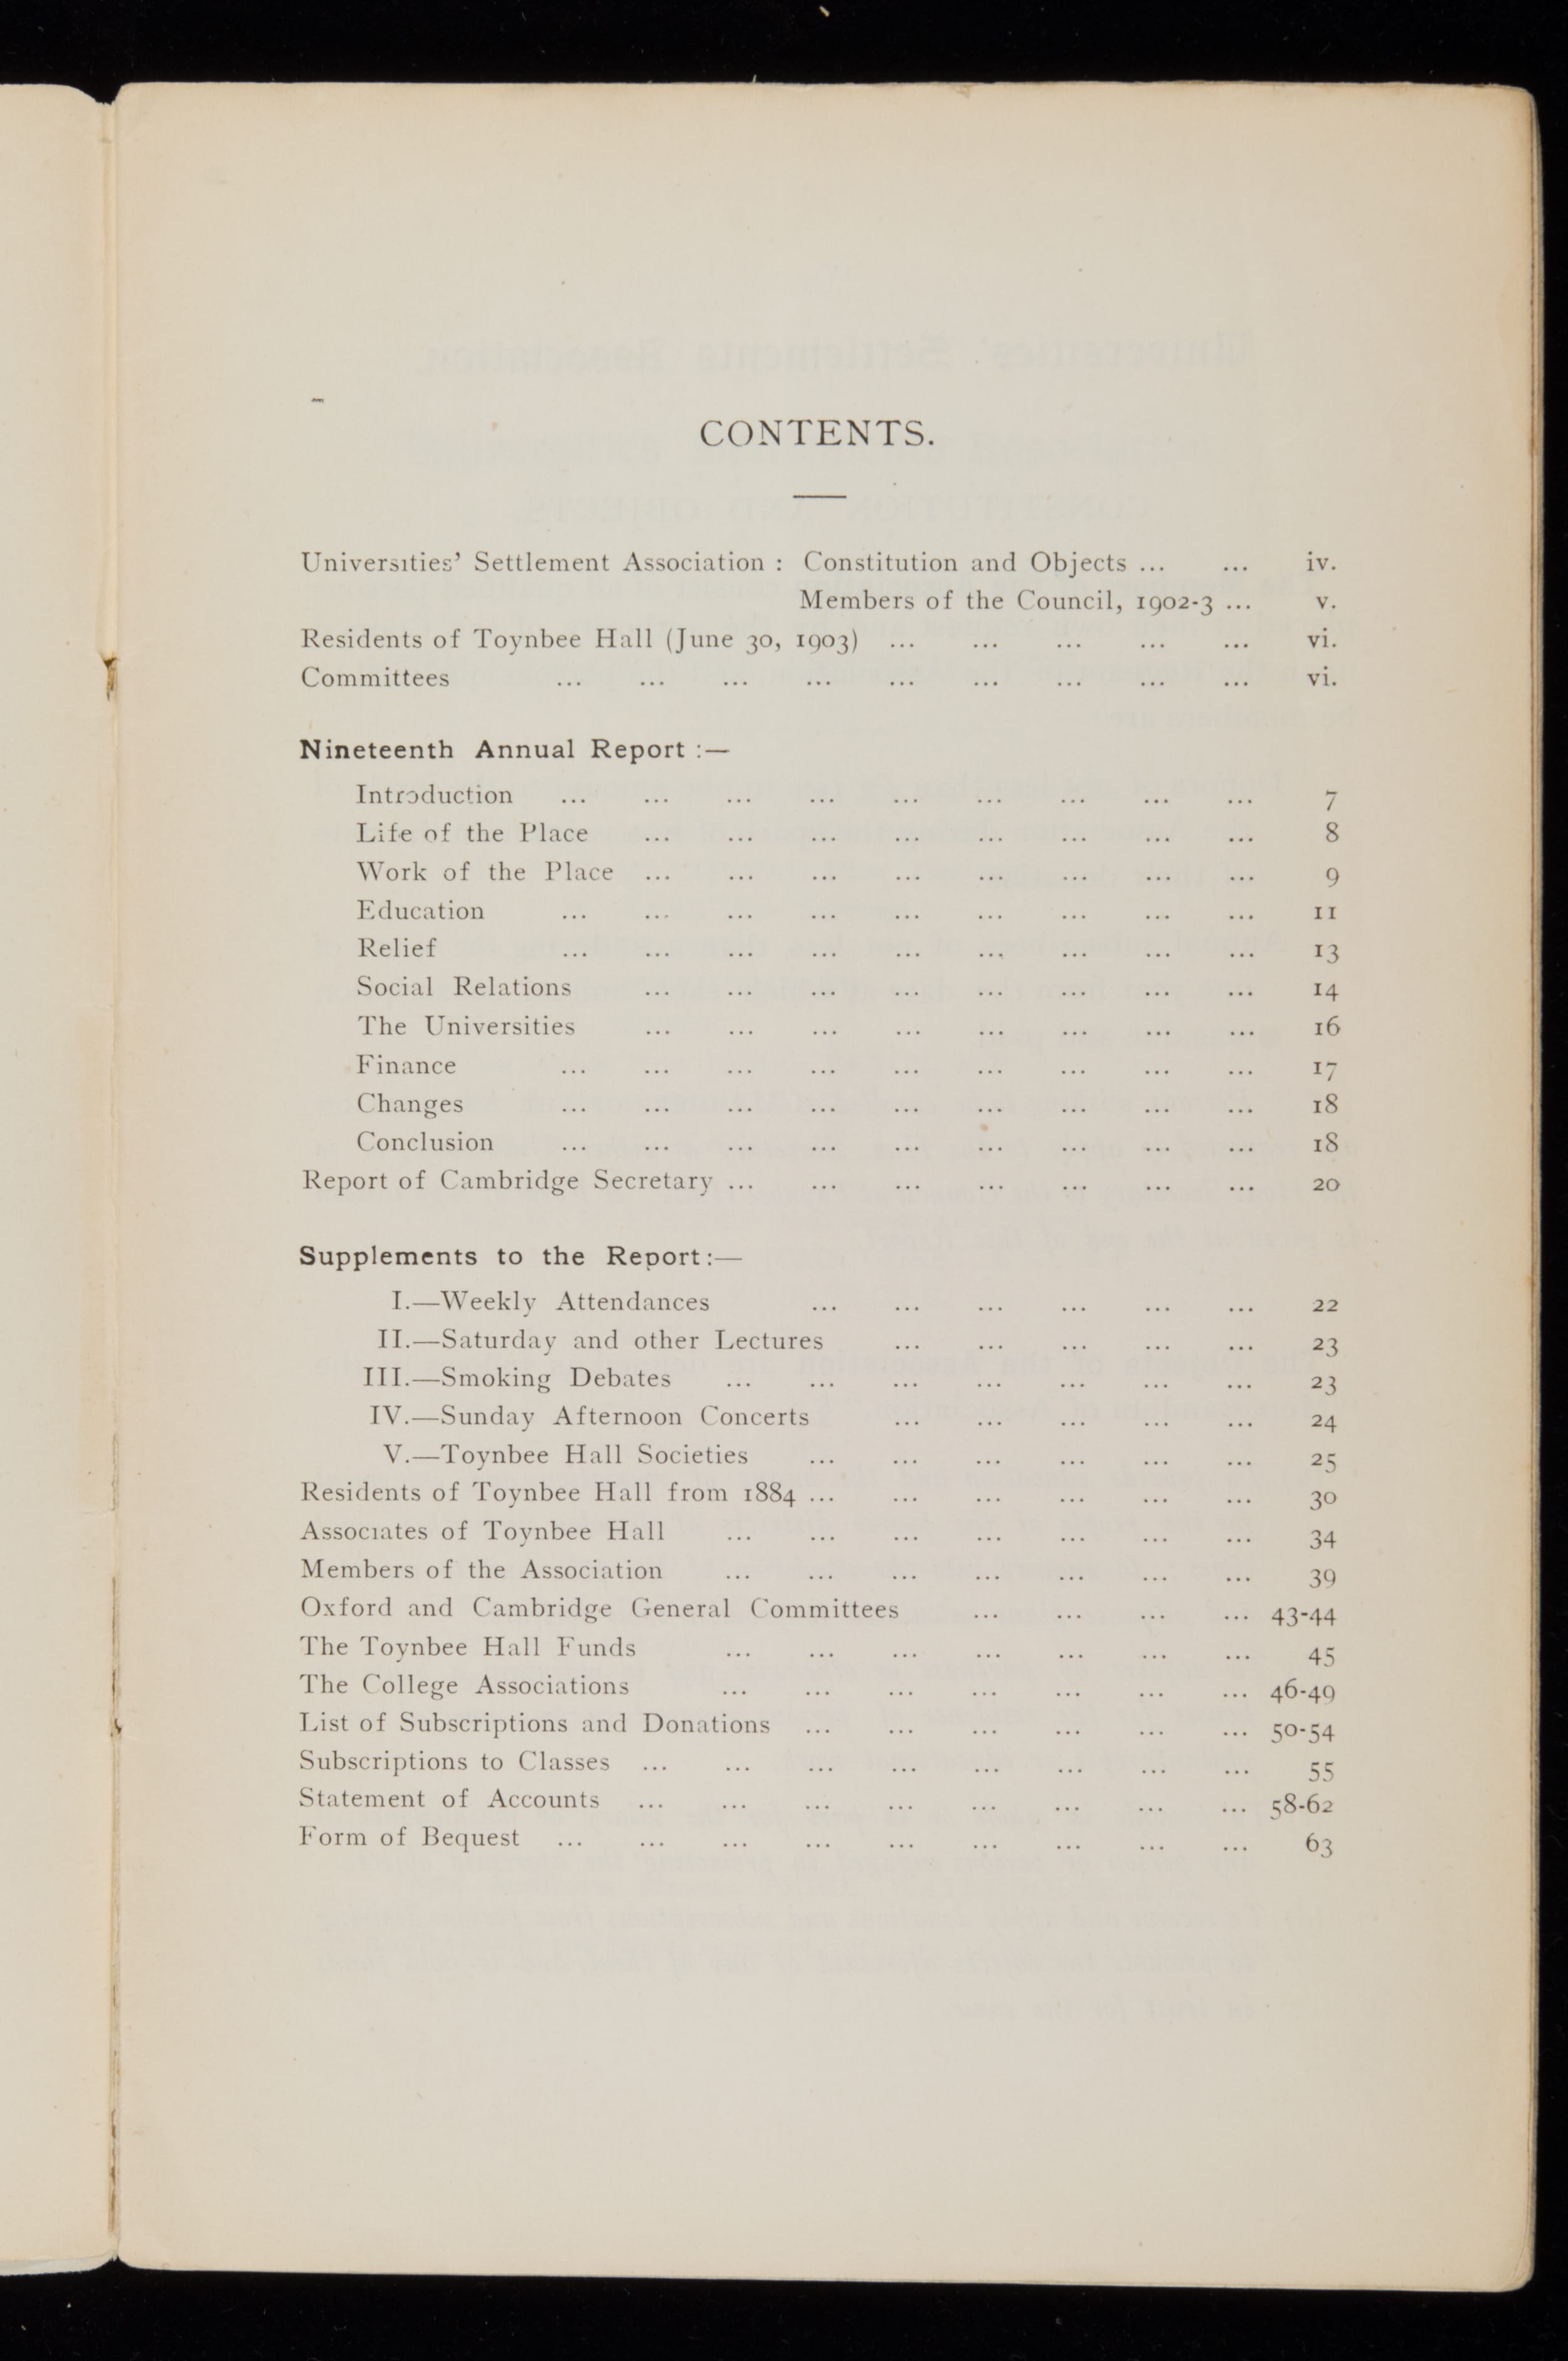 CONTENTS.
Universities' Settlement Association : Constitution and Objects ... ... iv.
Members of the Council, 1902-3 ... v.
Residents of Toynbee Hall (June 30, 1903) ... ... ... ... ... vi.
Committees ... ... ... ... ... ... ... ... ... vi.
Nineteenth Annual Report :—
Introduction ... ... ... ... ... ... ... ... ... 7
Life of the Place ... ... ... ... ... ... ... ... 8
Work of the Place ... ... ... ... ... ... ... ... 9
Education ... ... ... ... ... ... ... ... ... 11
Relief ... ... ... ... ... ... ... ... ... 13
Social Relations ... ... ... ... ... ... ... ... 14
The Universities ... ... ... ... ... ... ... ... 16
Finance ... ... ... ... ... ... ... ... ... 17
Changes ... ... ... ... ... ... ... ... ... 18
Conclusion ... ... ... ... ... ... ... ... ... 18
Report of Cambridge Secretary ... ... ... ... ... ... ... 20
Supplements to the Report:—
I.—Weekly Attendances ... ... ... ... ... ... 22
II.—Saturday and other Lectures ... ... ... ... ... 23
III.—Smoking Debates ... ... ... ... ... ... ... 23
IV.—Sunday Afternoon Concerts ... ... ... ... ... 24
V.—Toynbee Hall Societies ... ... ... ... ... ... 25
Residents of Toynbee Hall from 1884 ... ... ... ... ... ... 30
Associates of Toynbee Hall ... ... ... ... ... ... ... 34
Members of the Association ... ... ... ... ... ... ... 39
Oxford and Cambridge General Committees ... ... ... ... 43-44
The Toynbee Hall Funds ... ... ... ... ... ... ... 45
The College Associations ... ... ... ... ... ... ... 46-49
List of Subscriptions and Donations ... ... ... ... ... ... 50-54
Subscriptions to Classes ... ... ... ... ... ... ... ... 55
Statement of Accounts ... ... ... ... ... ... ... ... 58-62
Form of Bequest ... ... ... ... ... ... ... ... ... 63